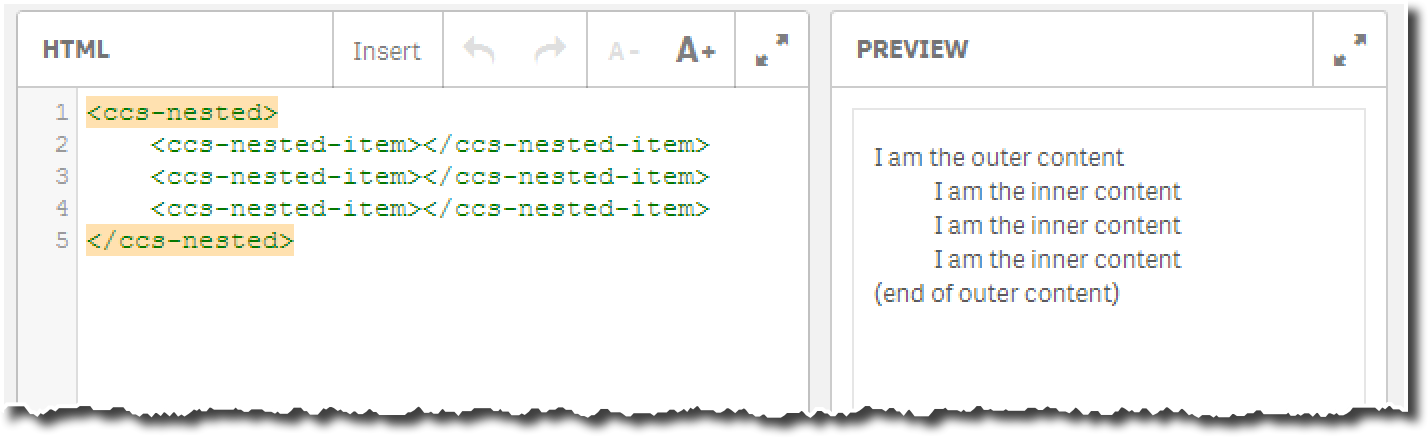 HTML Insert A- A+
1 <ccs-nested>
2 <ccs-nested-item></ccs-nested-item>
3 <ccs-nested-item></ccs-nested-item>
4 <ccs-nested-item></ccs-nested-item>
5 </ccs-nested>
PREVIEW
I am the outer content
I am the inner content
I am the inner content
I am the inner content
(end of outer content)